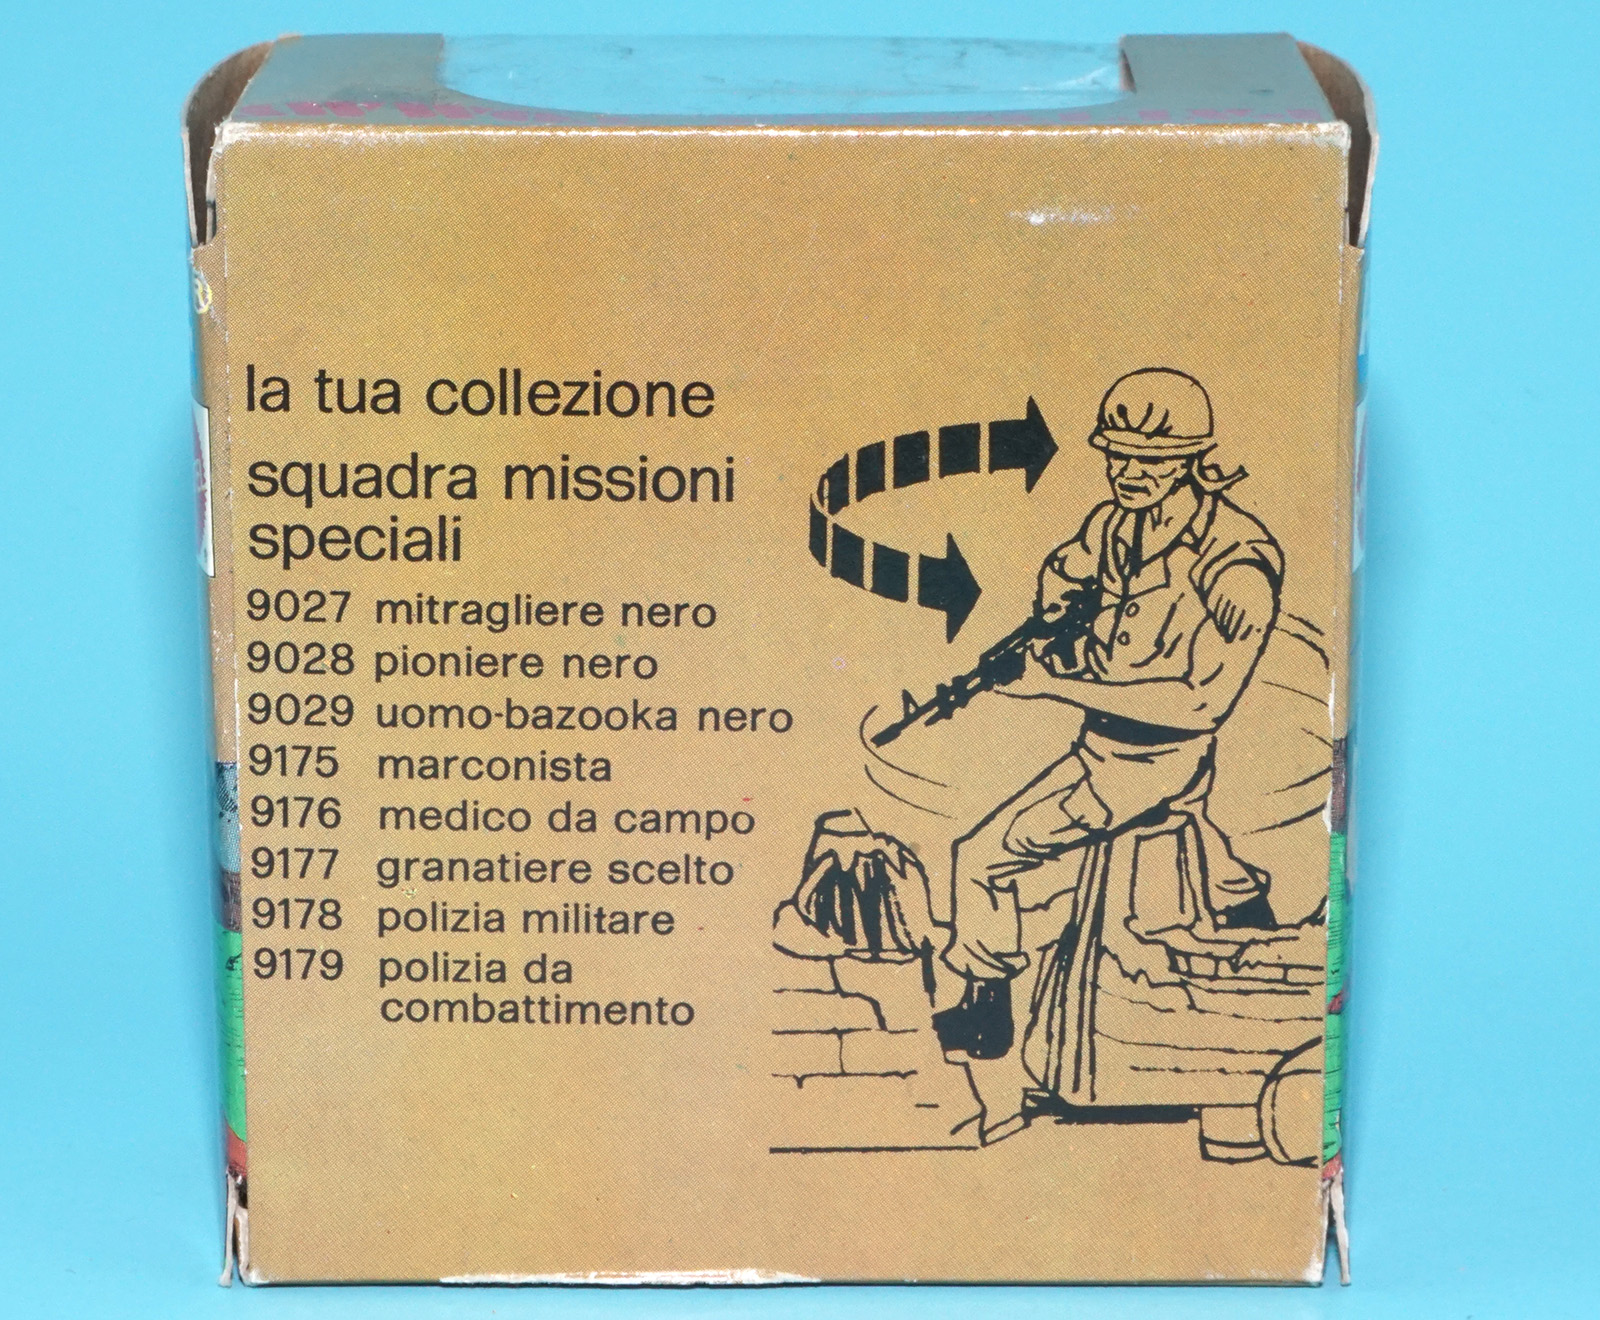 la tua collezione
squadra missioni
speciali
9027 mitragliere nero
9028 pioniere nero
9029 uomo-bazooka nero
9175 marconista
9176 medico da campo
9177 granatiere scelto
9178 polizia militare
9179 polizia da
combattimento